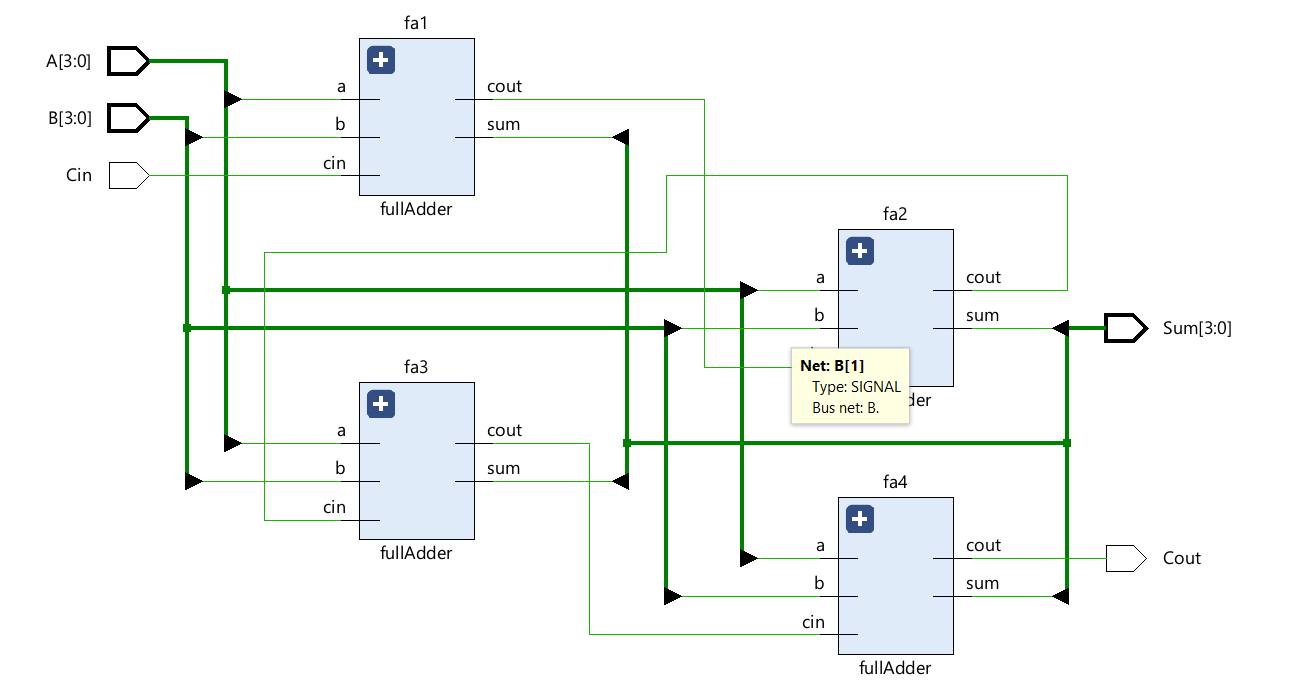 fa1
A[3:0]
a
cout
B[3:0]
b
sum
Cin
cin
fullAdder
fa2
a
cout
b
sum
Sum[3:0]
Net: B[1]
Type: SIGNAL
Bus net: B.
fa3
a
cout
b
sum
cin
fullAdder
fa4
a
cout
Cout
b
sum
cin
fullAdder